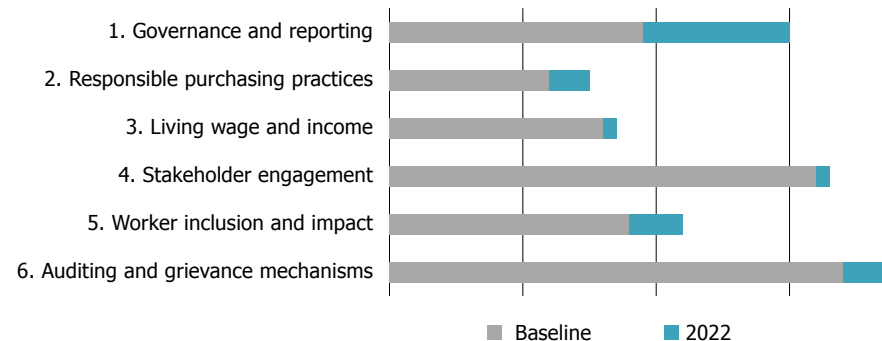 1. Governance and reporting
2. Responsible purchasing practices
3. Living wage and income
4. Stakeholder engagement
5. Worker inclusion and impact
6. Auditing and grievance mechanisms
Baseline 2022